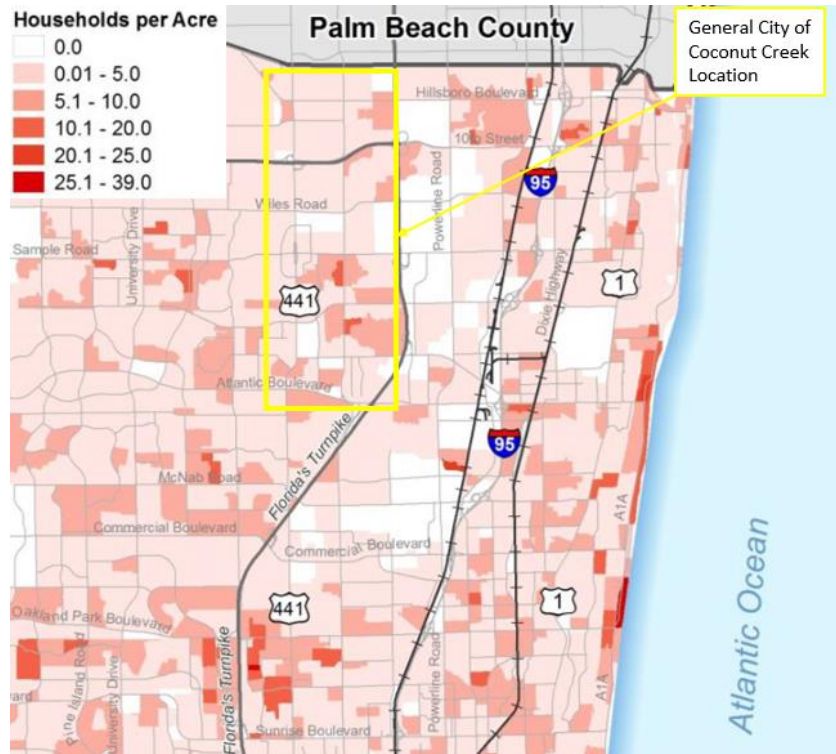 Households per Acre
0.0
0.01 - 5.0
5.1 - 10.0
10.1 - 20.0
20.1 - 25.0
25.1 - 39.0
Palm Beach County
General City of
Coconut Creek
Location
Hillsboro Boulevard
10th Street
95
Powerline Road
Wiles Road
Sample Road
University Drive
441
1
Dixie Highway
Atlantic Boulevard
Florida's Turnpike
95
McNab Road
A1A
Commercial Boulevard
Commercial Boulevard
441
1
Oakland Park Boulevard
Pine Island Road
University Drive
Florida's Turnpike
Powerline Road
A1A
Sunrise Boulevard
Atlantic Ocean